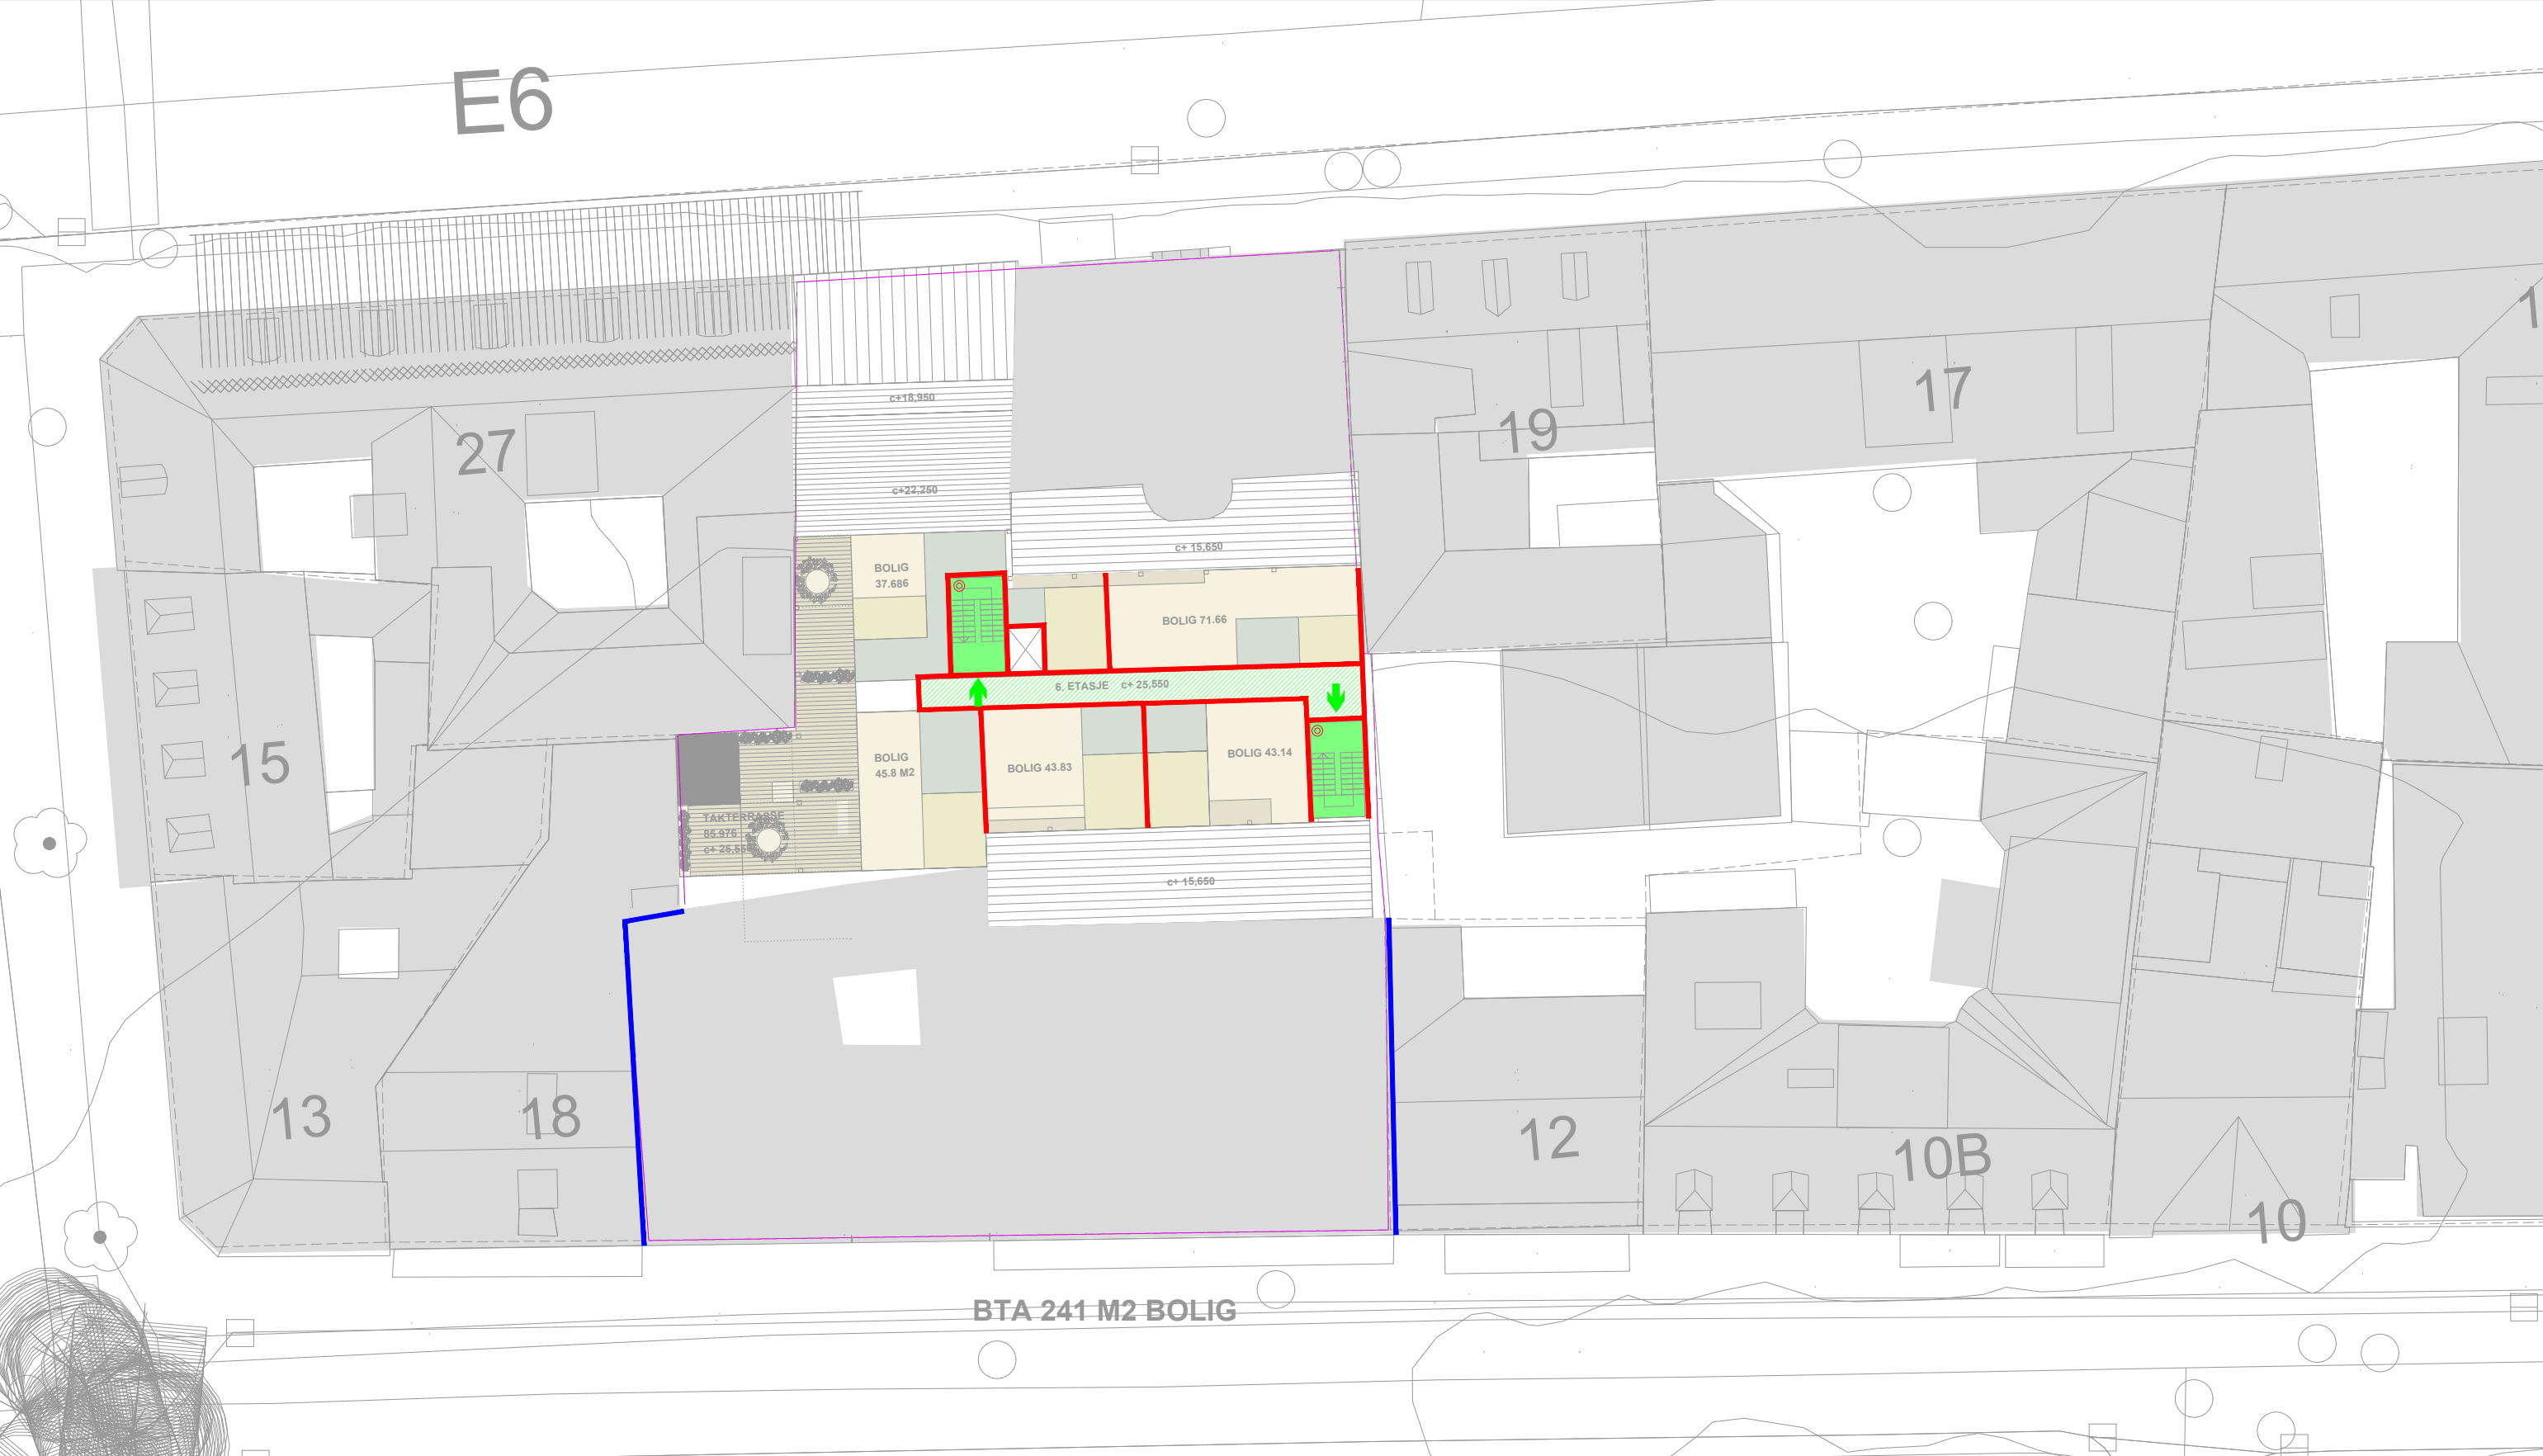 E6
c+18,950
27
c+22,250
19
17
c+ 15,650
BOLIG
37.686
BOLIG 71.66
6. ETASJE c+ 25,550
15
BOLIG
45.8 M2
BOLIG 43.83
BOLIG 43.14
TAKTERRASSE
85.976
c+ 15,650
13
18
12
10B
10
BTA 241 M2 BOLIG